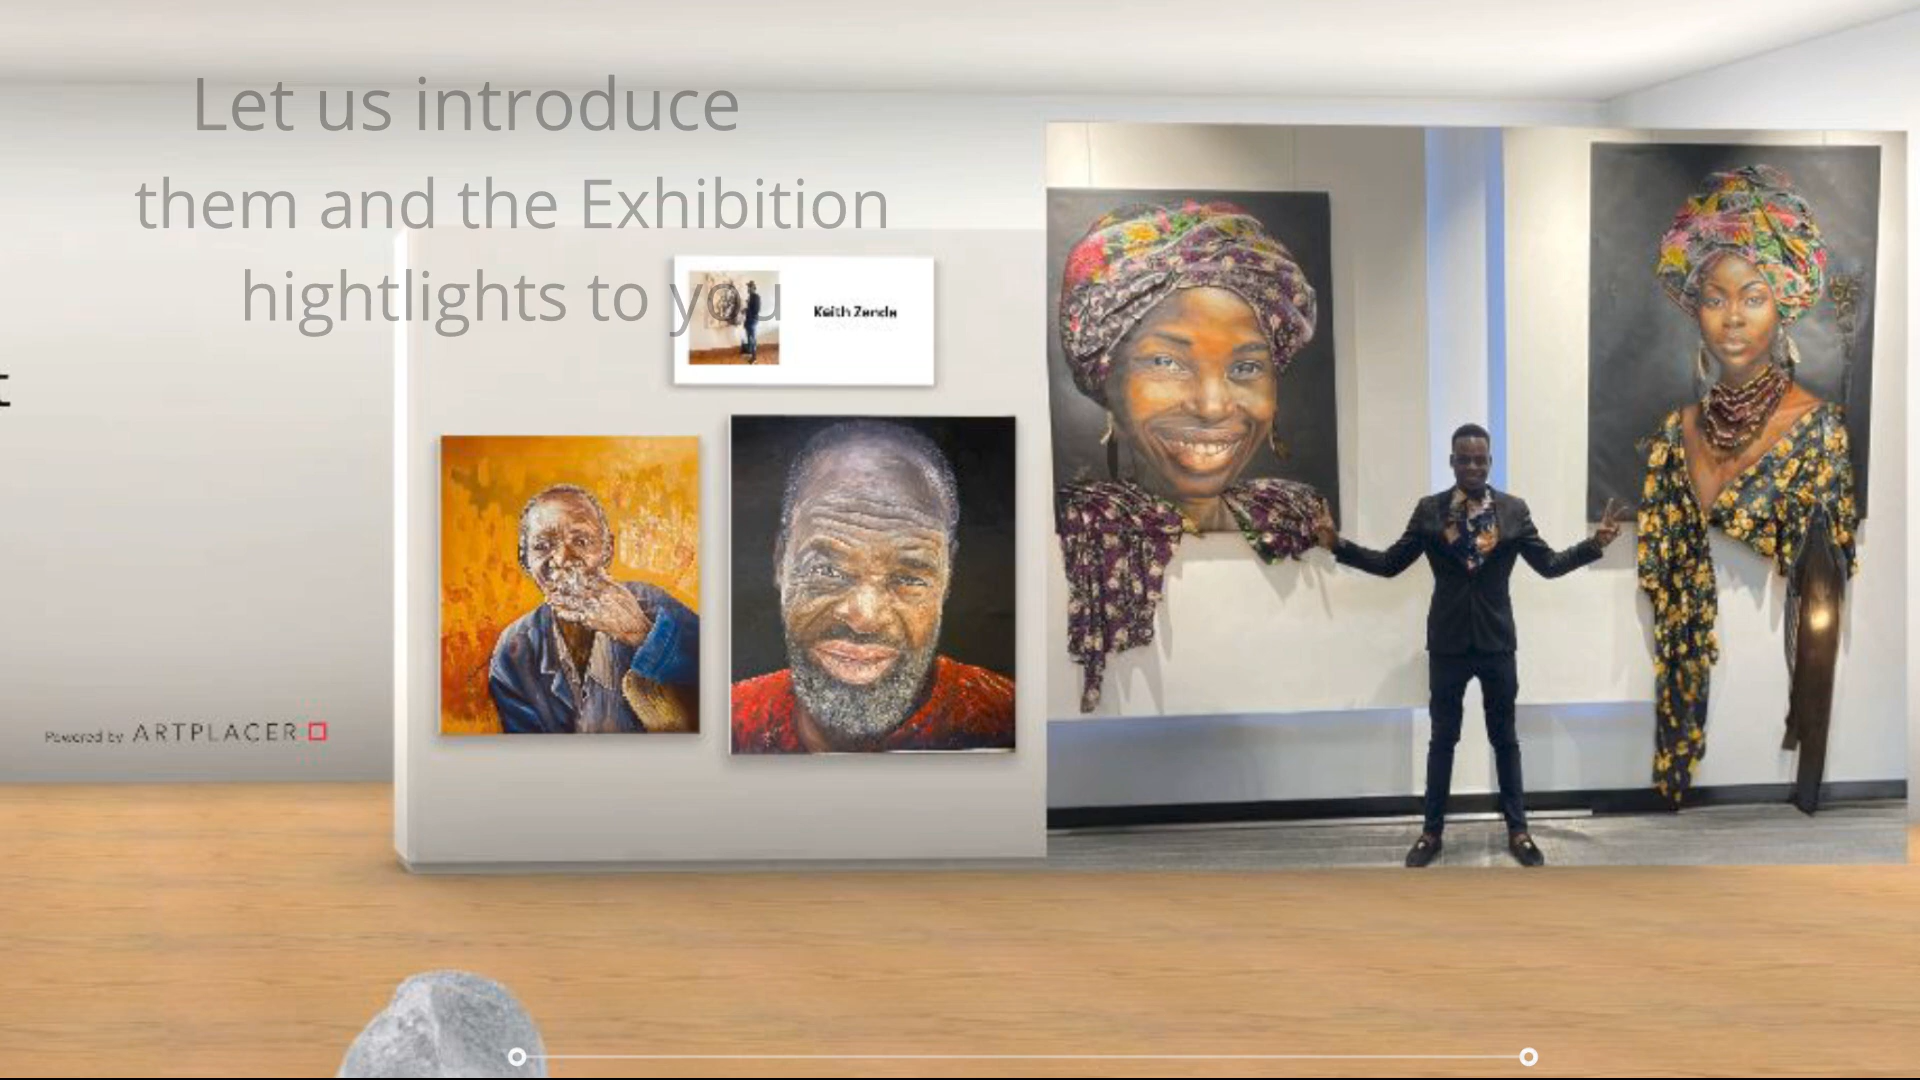 Let us introduce
them and the Exhibition
hightlights to you
Keith Zenda
t
Powered by ARTPLACER